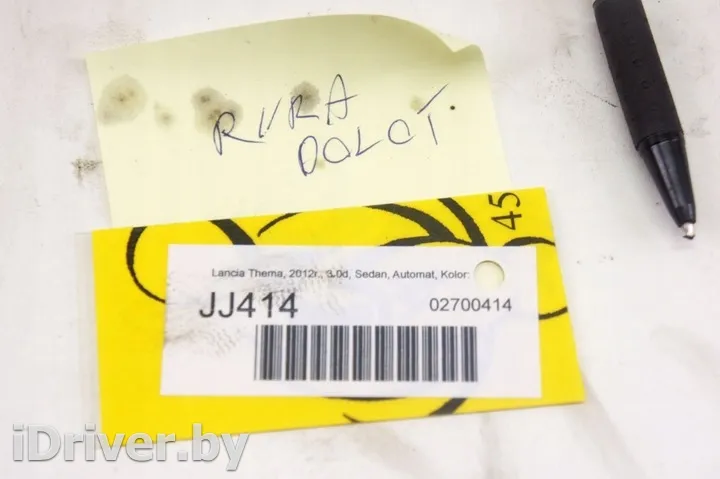 RURA
DOLOT
45
Lancia Thema, 2012r., 3.0d, Sedan, Automat, Kolor:
JJ414
02700414
iDriver.by